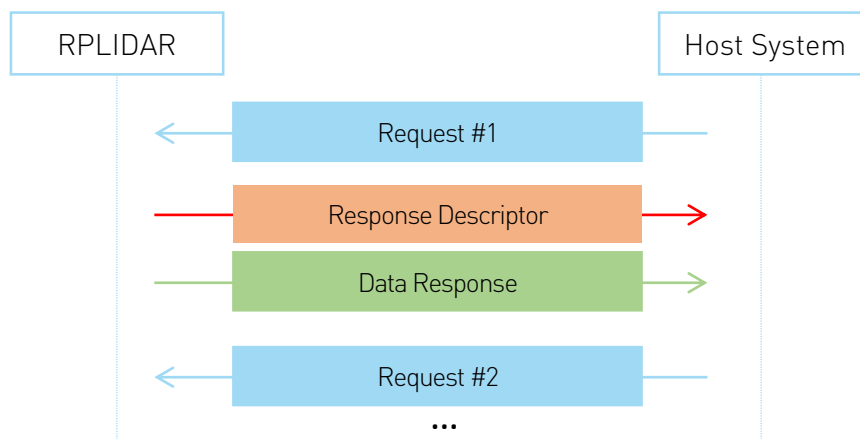 RPLIDAR
Host System
Request #1
Response Descriptor
Data Response
Request #2
...